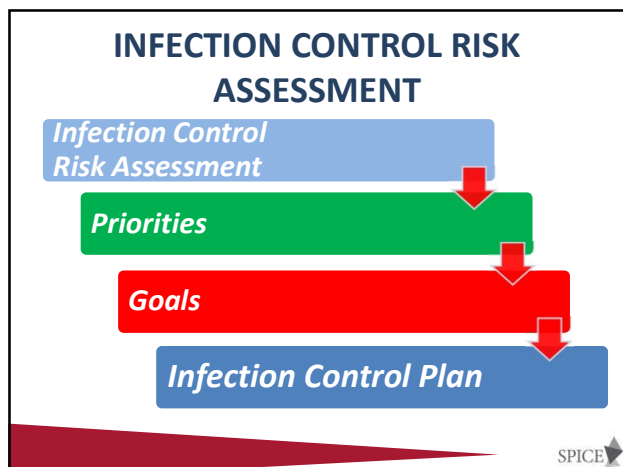 INFECTION CONTROL RISK
ASSESSMENT
Infection Control
Risk Assessment
Priorities
Goals
Infection Control Plan
SPICE